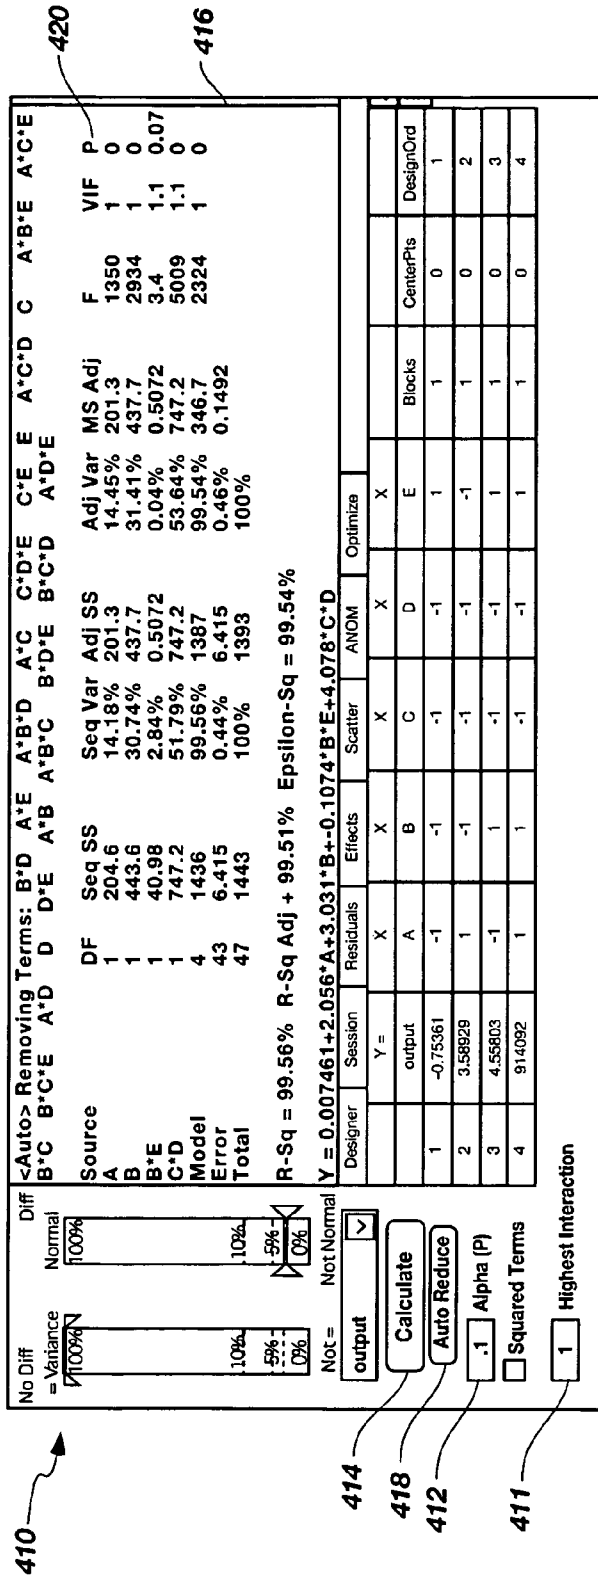 410
No Diff Diff
= Variance Normal
100% 100%
10% 10%
5% 5%
0% 0%
Not = Not Normal
output
414
Calculate
418
Auto Reduce
412
.1 Alpha (P)
Squared Terms
411
1 Highest Interaction
<Auto> Removing Terms: B*D A*E A*B*D A*C C*D*E C*E E A*C*D C A*B*E A*C*E
B*C B*C*E A*D D D*E A*B A*B*C B*D*E B*C*D A*D*E
420
Source DF Seq SS Seq Var Adj SS Adj Var MS Adj F VIF P
A 1 204.6 14.18% 201.3 14.45% 201.3 1350 1 0
B 1 443.6 30.74% 437.7 31.41% 437.7 2934 1 0
B*E 1 40.98 2.84% 0.5072 0.04% 0.5072 3.4 1.1 0.07
C*D 1 747.2 51.79% 747.2 53.64% 747.2 5009 1.1 0
Model 4 1436 99.56% 1387 99.54% 346.7 2324 1 0
Error 43 6.415 0.44% 6.415 0.46% 0.1492
Total 47 1443 100% 1393 100%
416
R-Sq = 99.56% R-Sq Adj + 99.51% Epsilon-Sq = 99.54%
Y = 0.007461+2.056*A+3.031*B+-0.1074*B*E+4.078*C*D
Designer Session Residuals Effects Scatter ANOM Optimize
Y = X X X X X
output A B C D E Blocks CenterPts DesignOrd
1 -0.75361 -1 -1 -1 -1 1 1 0 1
2 3.58929 1 -1 -1 -1 -1 1 0 2
3 4.55803 -1 1 -1 -1 1 1 0 3
4 914092 1 1 -1 -1 1 1 0 4